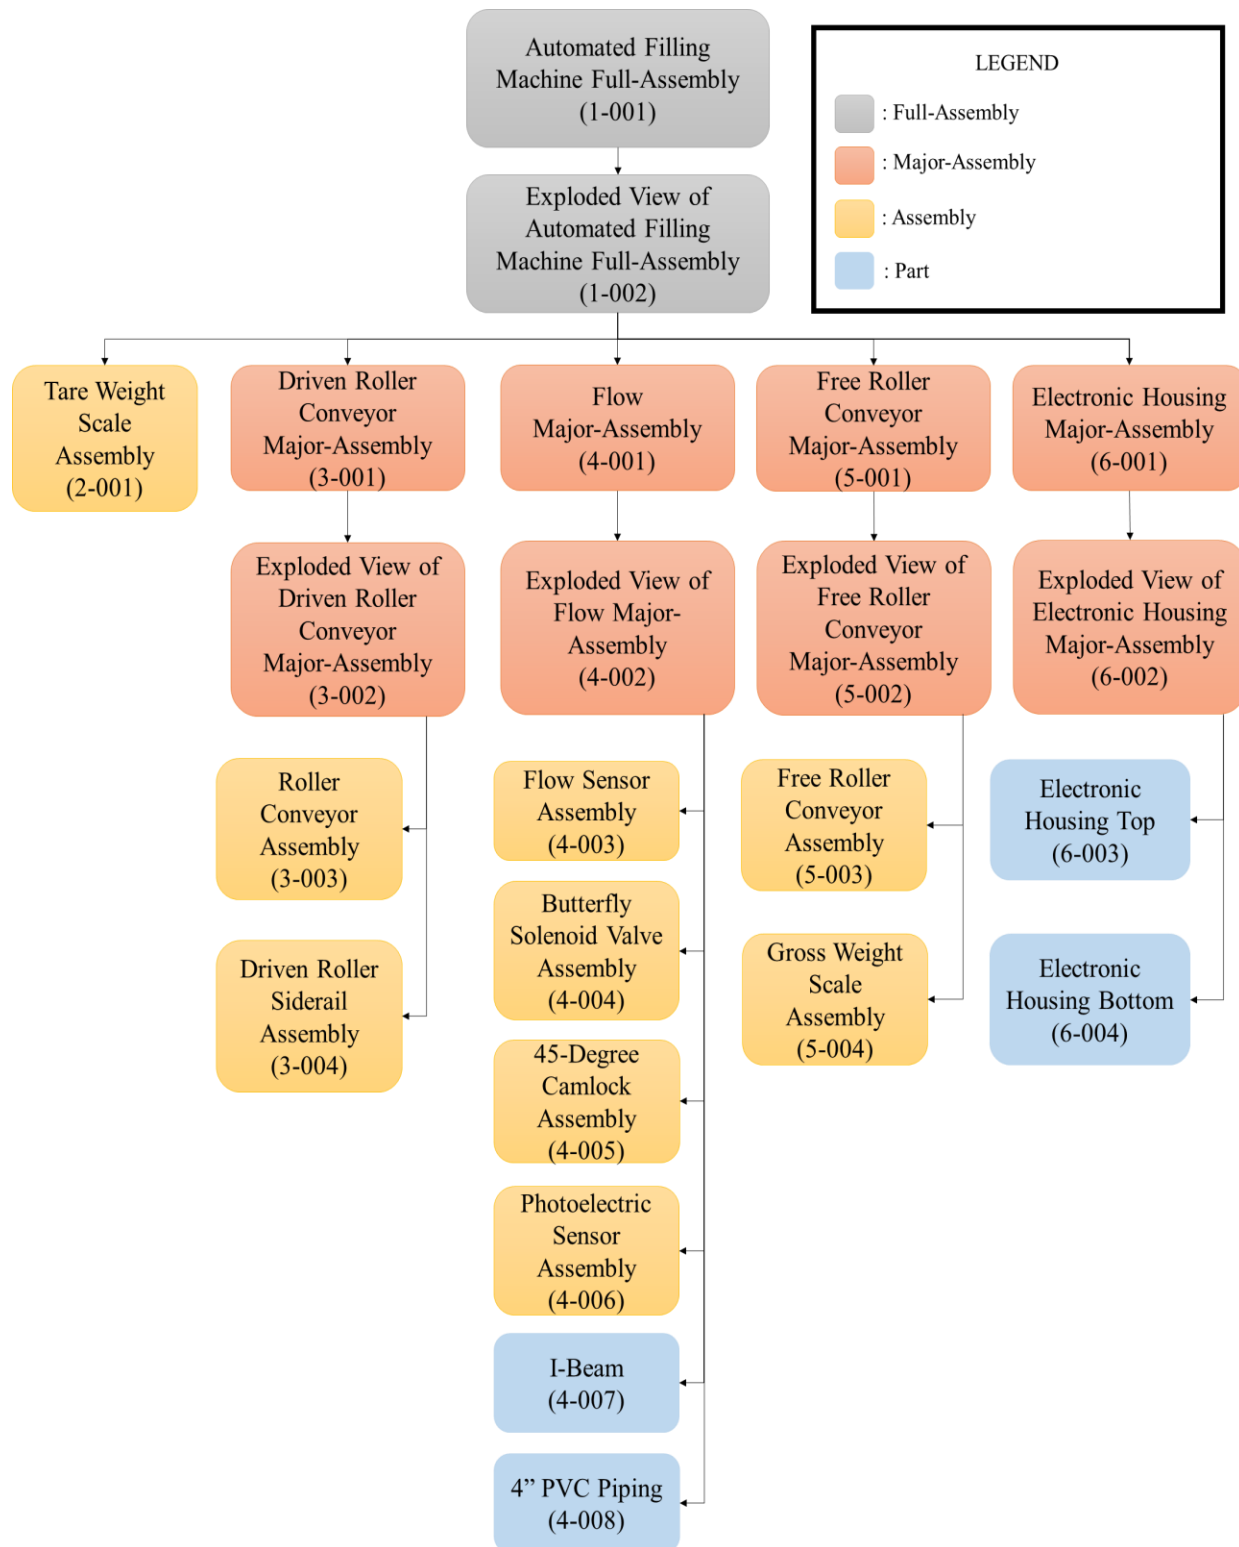 Automated Filling
Machine Full-Assembly
(1-001)
LEGEND
: Full-Assembly
: Major-Assembly
: Assembly
: Part
Exploded View of
Automated Filling
Machine Full-Assembly
(1-002)
Tare Weight
Scale
Assembly
(2-001)
Driven Roller
Conveyor
Major-Assembly
(3-001)
Flow
Major-Assembly
(4-001)
Free Roller
Conveyor
Major-Assembly
(5-001)
Electronic Housing
Major-Assembly
(6-001)
Exploded View of
Driven Roller
Conveyor
Major-Assembly
(3-002)
Exploded View of
Flow Major-
Assembly
(4-002)
Exploded View of
Free Roller
Conveyor
Major-Assembly
(5-002)
Exploded View of
Electronic Housing
Major-Assembly
(6-002)
Roller
Conveyor
Assembly
(3-003)
Driven Roller
Siderail
Assembly
(3-004)
Flow Sensor
Assembly
(4-003)
Butterfly
Solenoid Valve
Assembly
(4-004)
45-Degree
Camlock
Assembly
(4-005)
Photoelectric
Sensor
Assembly
(4-006)
I-Beam
(4-007)
4” PVC Piping
(4-008)
Free Roller
Conveyor
Assembly
(5-003)
Gross Weight
Scale
Assembly
(5-004)
Electronic
Housing Top
(6-003)
Electronic
Housing Bottom
(6-004)